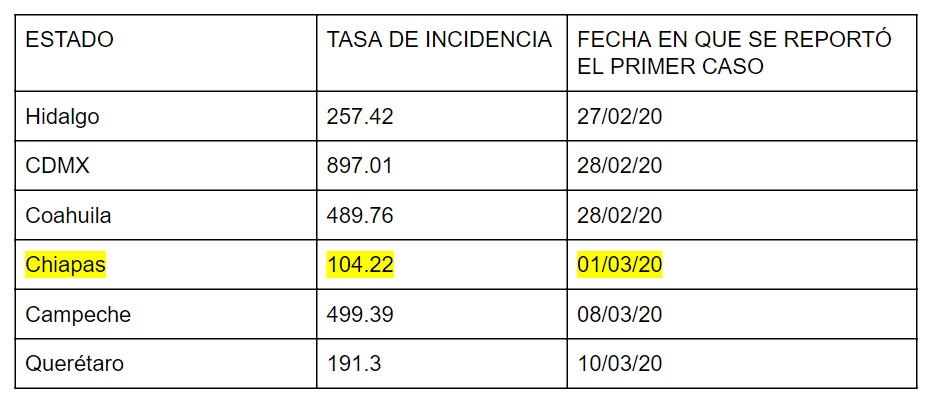 ESTADO TASA DE INCIDENCIA FECHA EN QUE SE REPORTÓ
EL PRIMER CASO
Hidalgo 257.42 27/02/20
CDMX 897.01 28/02/20
Coahuila 489.76 28/02/20
Chiapas 104.22 01/03/20
Campeche 499.39 08/03/20
Querétaro 191.3 10/03/20